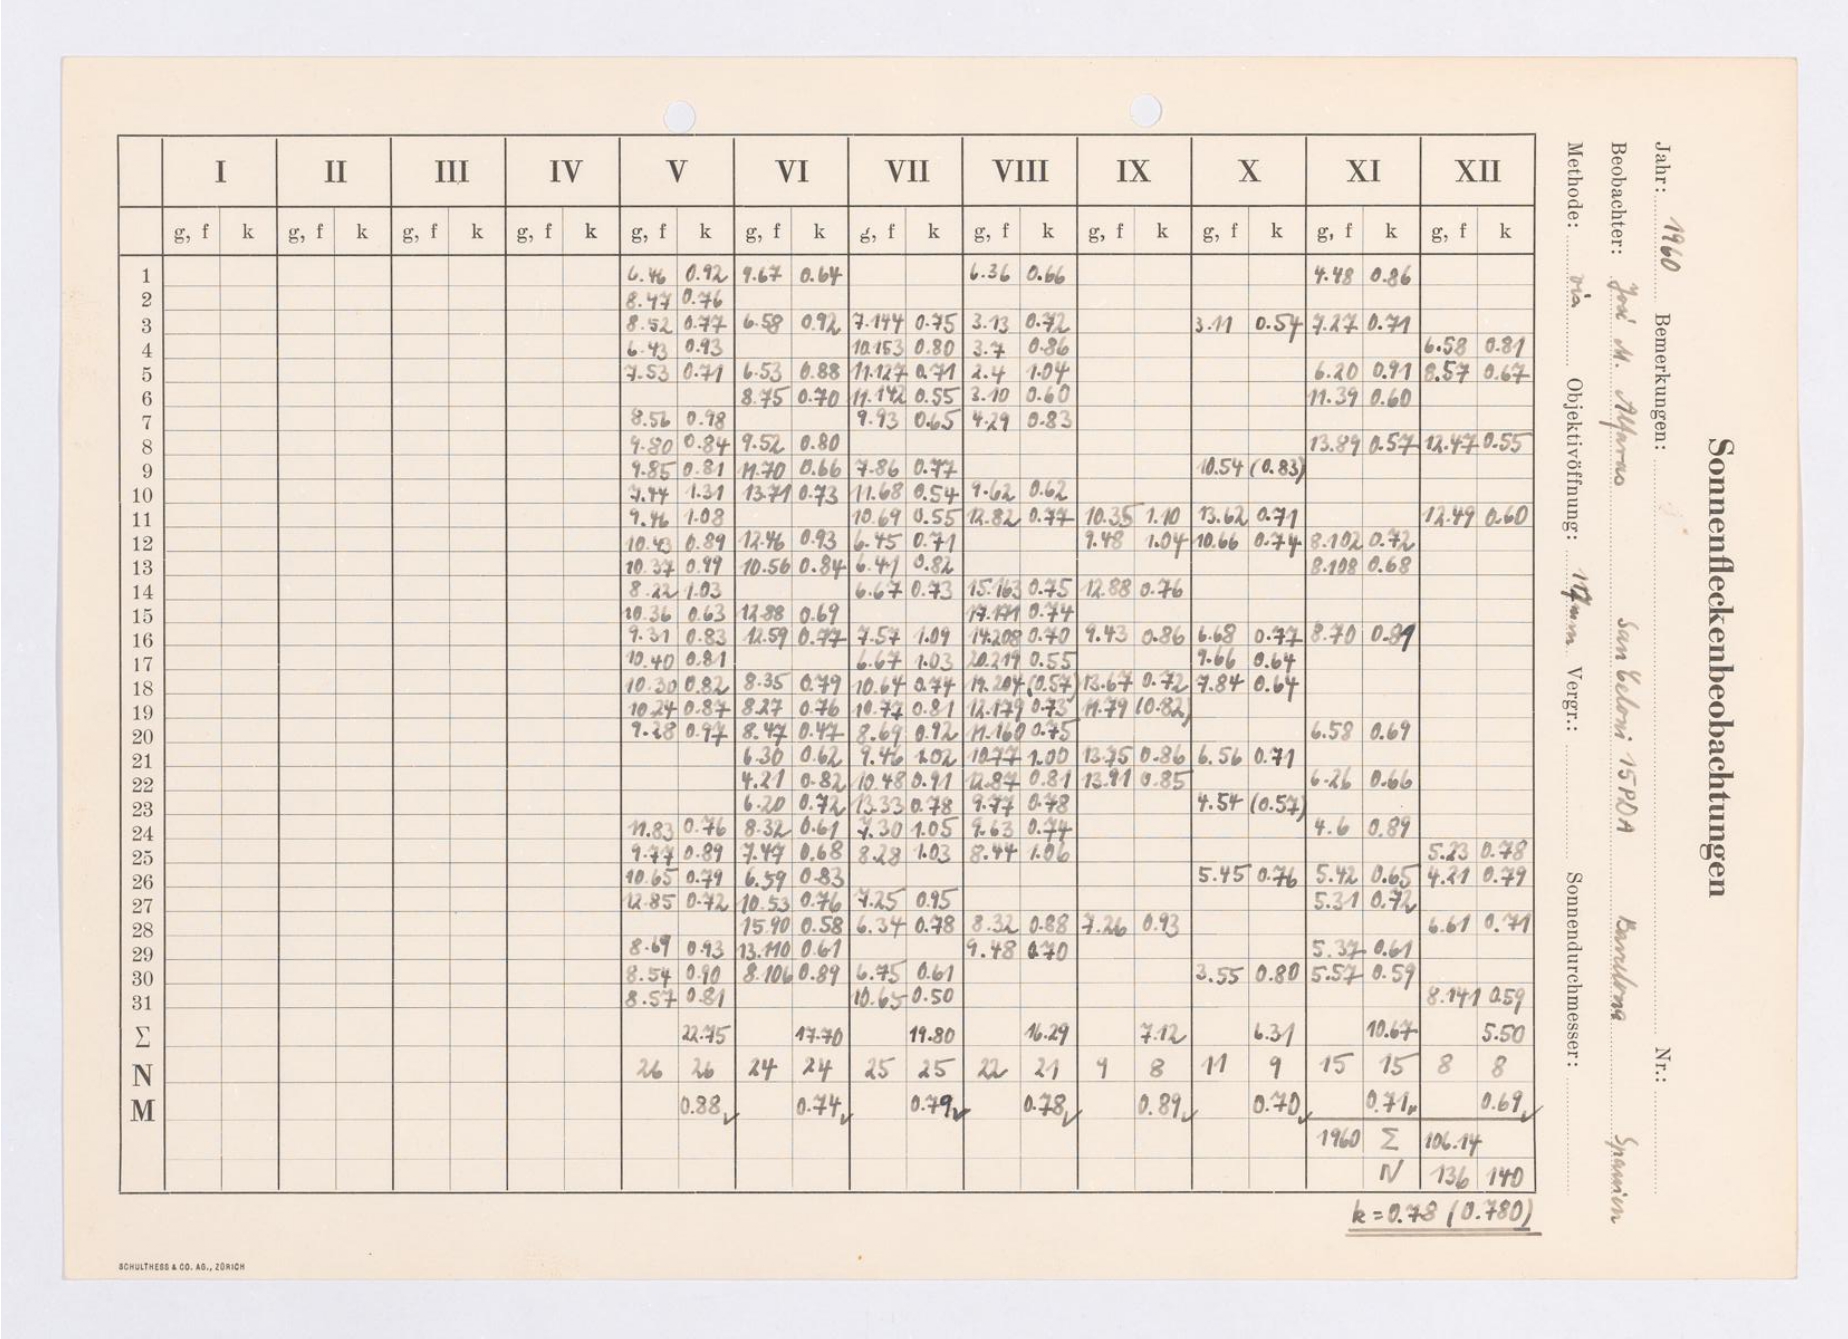 I II III IV V VI VII VIII IX X XI XII
g, f k g, f k g, f k g, f k g, f k g, f k g, f k g, f k g, f k g, f k g, f k g, f k
1 6.46 0.92 9.67 0.64 6.36 0.66 4.48 0.86
2 8.47 0.76
3 8.52 0.77 6.58 0.92 7.144 0.75 3.13 0.72 3.11 0.54 7.27 0.71
4 6.43 0.93 10.153 0.80 3.7 0.86 6.58 0.81
5 7.53 0.71 6.53 0.88 11.127 0.71 2.4 1.04 6.20 0.91 8.57 0.67
6 8.75 0.70 11.142 0.55 3.10 0.60 11.39 0.60
7 8.56 0.98 9.93 0.65 4.29 0.83
8 9.80 0.84 9.52 0.80 13.89 0.57 12.47 0.55
9 9.85 0.81 11.70 0.66 7.86 0.77 10.54 (0.83)
10 7.44 1.31 13.71 0.73 11.68 0.54 9.62 0.62
11 9.46 1.08 10.69 0.55 12.82 0.77 10.35 1.10 13.62 0.71 12.49 0.60
12 10.43 0.89 12.46 0.93 6.45 0.71 9.48 1.04 10.66 0.74 8.102 0.72
13 10.37 0.99 10.56 0.84 6.41 0.82 8.108 0.68
14 8.22 1.03 6.67 0.73 15.163 0.75 12.88 0.76
15 10.36 0.63 12.88 0.69 17.171 0.74
16 9.31 0.83 12.59 0.77 7.57 1.09 14.208 0.70 9.43 0.86 6.68 0.77 8.70 0.81
17 10.40 0.81 6.67 1.03 20.219 0.55 9.66 0.64
18 10.30 0.82 8.35 0.79 10.64 0.74 19.204 (0.57) 13.67 0.72 7.84 0.64
19 10.24 0.87 8.27 0.76 10.77 0.81 12.179 0.73 11.79 (0.82)
20 9.28 0.97 8.47 0.47 8.69 0.92 11.160 0.75 6.58 0.69
21 6.30 0.62 9.46 1.02 10.77 1.00 13.75 0.86 6.56 0.71
22 4.21 0.82 10.48 0.91 12.87 0.81 13.91 0.85 6.26 0.66
23 6.20 0.72 13.33 0.78 9.77 0.78 4.54 (0.57)
24 11.83 0.76 8.32 0.61 7.30 1.05 9.63 0.74 4.6 0.89
25 9.77 0.89 7.47 0.68 8.28 1.03 8.44 1.06 5.23 0.78
26 10.65 0.79 6.59 0.83 5.45 0.76 5.42 0.65 4.21 0.79
27 12.85 0.72 10.53 0.76 7.25 0.95 5.31 0.72
28 15.90 0.58 6.34 0.78 8.32 0.88 7.26 0.93 6.61 0.71
29 8.69 0.93 13.110 0.61 9.48 0.70 5.37 0.61
30 8.54 0.90 8.106 0.89 6.75 0.61 3.55 0.80 5.57 0.59
31 8.57 0.81 10.65 0.50 8.141 0.59
Σ 22.75 17.70 19.80 16.29 7.12 6.31 10.67 5.50
N 26 26 24 24 25 25 22 21 9 8 11 9 15 15 8 8
M 0.88 0.74 0.79 0.78 0.89 0.70 0.71 0.69
1960 Σ 106.14
N 136 140
k = 0.78 (0.780)
SCHULTHESS & CO. AG., ZÜRICH
Sonnenfleckenbeobachtungen
Jahr: 1960 Bemerkungen: Nr.:
Beobachter: José M. Alfaras San Celoni 15 PDA Barcelona Spanien
Methode: Objektivöffnung: Vergr.: Sonnendurchmesser: